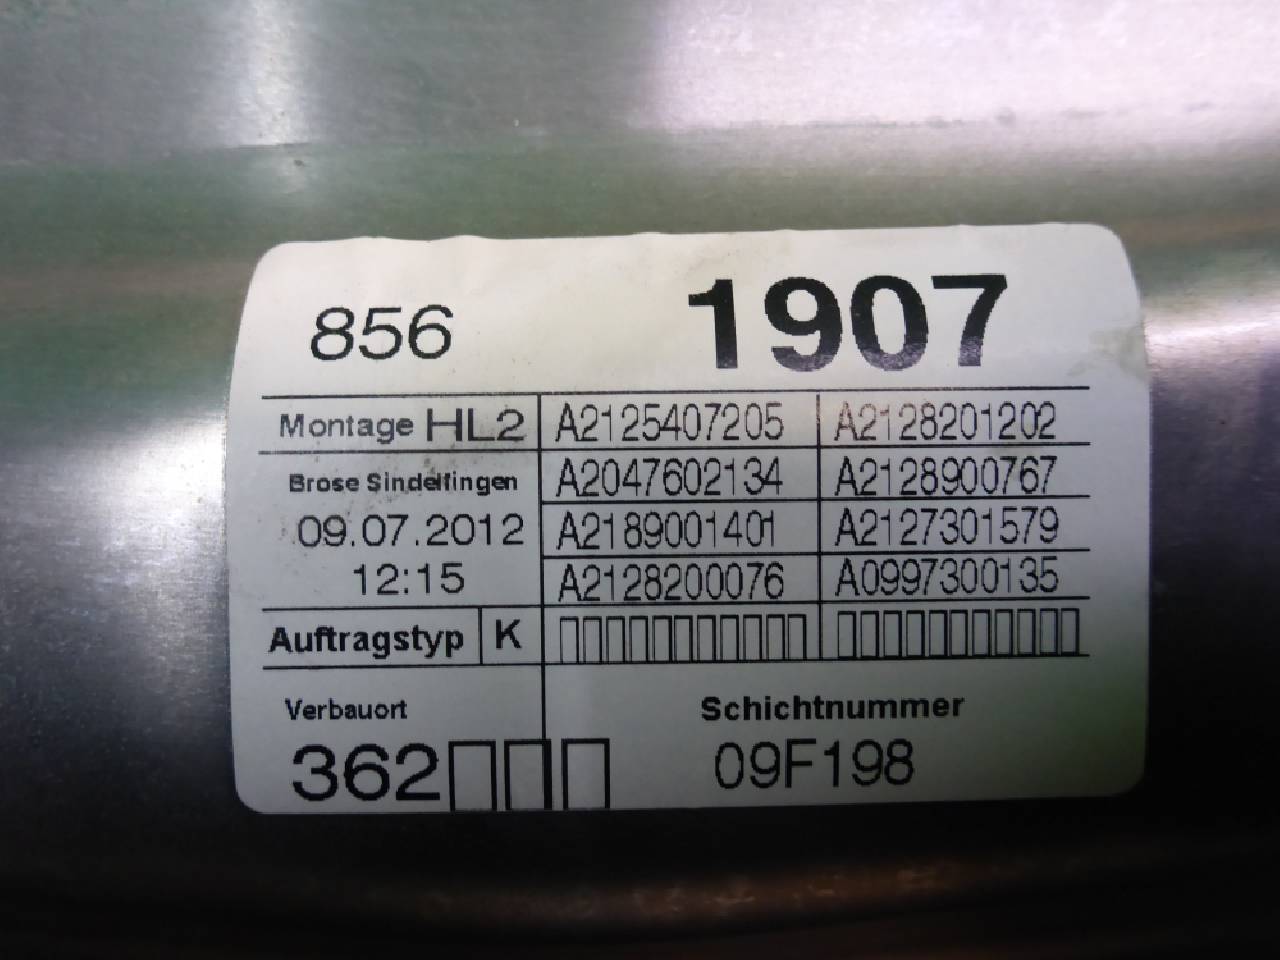 856 1907
Montage HL2 A2125407205 A2128201202
Brose Sindelfingen A2047602134 A2128900767
09.07.2012 A2189001401 A2127301579
12:15 A2128200076 A0997300135
Auftragstyp K
Verbauort Schichtnummer
362 09F198